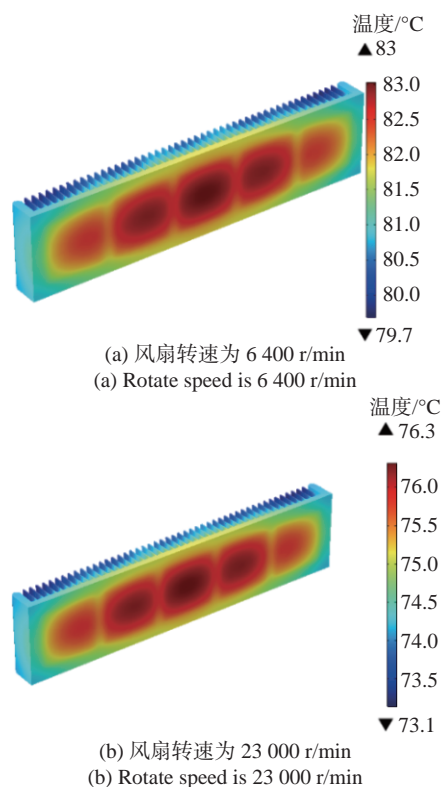 温度/°C
▲ 83
83.0
82.5
82.0
81.5
81.0
80.5
80.0
▼ 79.7
(a) 风扇转速为 6 400 r/min
(a) Rotate speed is 6 400 r/min
温度/°C
▲ 76.3
76.0
75.5
75.0
74.5
74.0
73.5
▼ 73.1
(b) 风扇转速为 23 000 r/min
(b) Rotate speed is 23 000 r/min